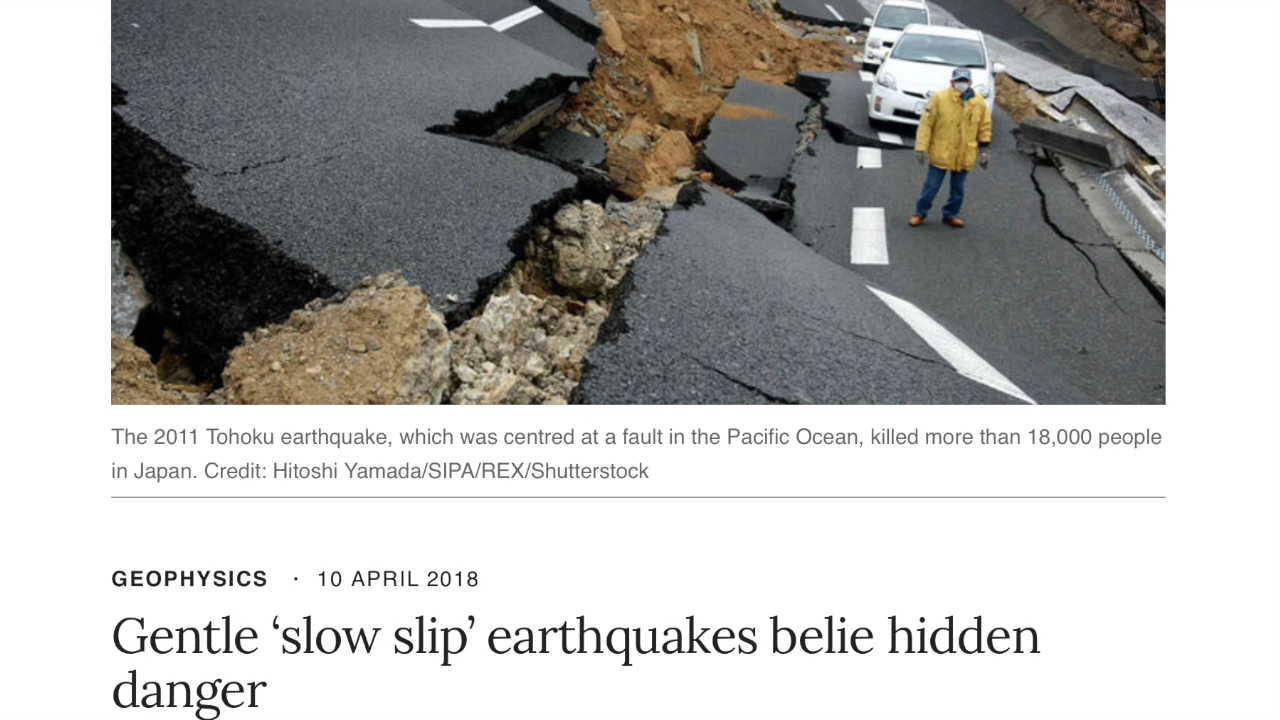 The 2011 Tohoku earthquake, which was centred at a fault in the Pacific Ocean, killed more than 18,000 people
in Japan. Credit: Hitoshi Yamada/SIPA/REX/Shutterstock
GEOPHYSICS · 10 APRIL 2018
Gentle ‘slow slip’ earthquakes belie hidden
danger